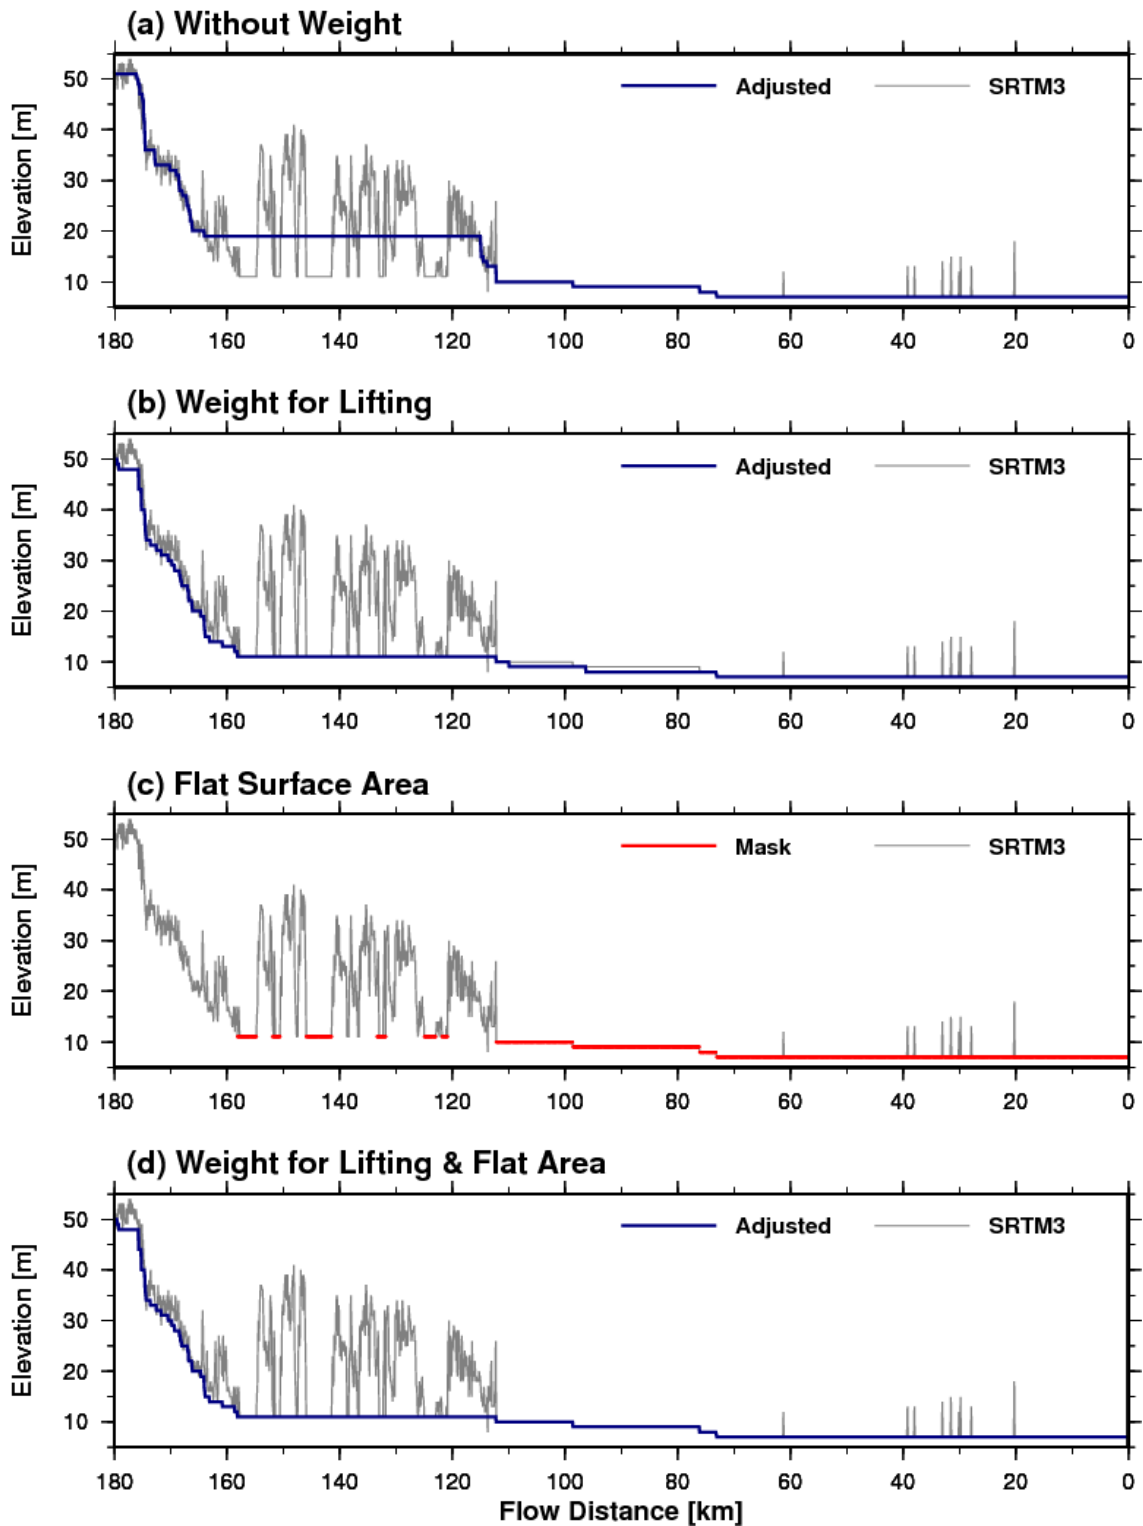 (a) Without Weight
Adjusted SRTM3
Elevation [m]
50
40
30
20
10
180 160 140 120 100 80 60 40 20 0
(b) Weight for Lifting
Adjusted SRTM3
Elevation [m]
50
40
30
20
10
180 160 140 120 100 80 60 40 20 0
(c) Flat Surface Area
Mask SRTM3
Elevation [m]
50
40
30
20
10
180 160 140 120 100 80 60 40 20 0
(d) Weight for Lifting & Flat Area
Adjusted SRTM3
Elevation [m]
50
40
30
20
10
180 160 140 120 100 80 60 40 20 0
Flow Distance [km]